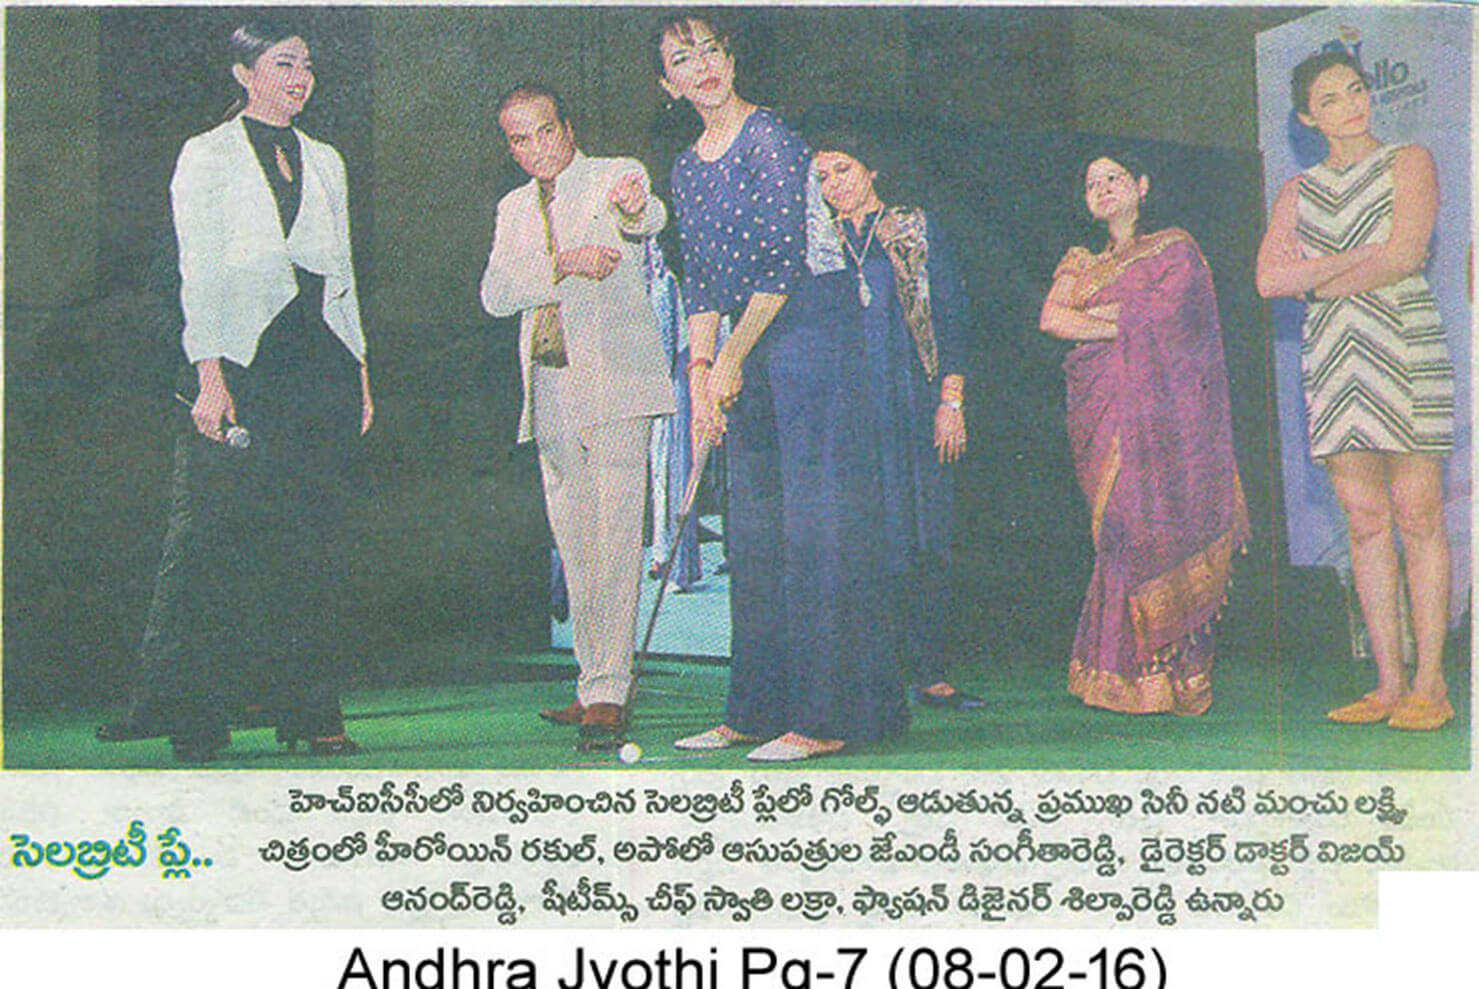 llo
హెచ్ఐసీసీలో నిర్వహించిన సెలబ్రిటీ ప్లేలో గోల్ఫ్ ఆడుతున్న ప్రముఖ సినీ నటి మంచు లక్ష్మి.
సెలబ్రిటీ ప్లే..
చిత్రంలో హీరోయిన్ రకుల్, అపోలో ఆసుపత్రుల జేఎండీ సంగీతారెడ్డి, డైరెక్టర్ డాక్టర్ విజయ్
ఆనంద్‌రెడ్డి, షీటీమ్స్ చీఫ్ స్వాతి లక్రా, ఫ్యాషన్ డిజైనర్ శిల్పారెడ్డి ఉన్నారు
Andhra Jyothi Pg-7 (08-02-16)